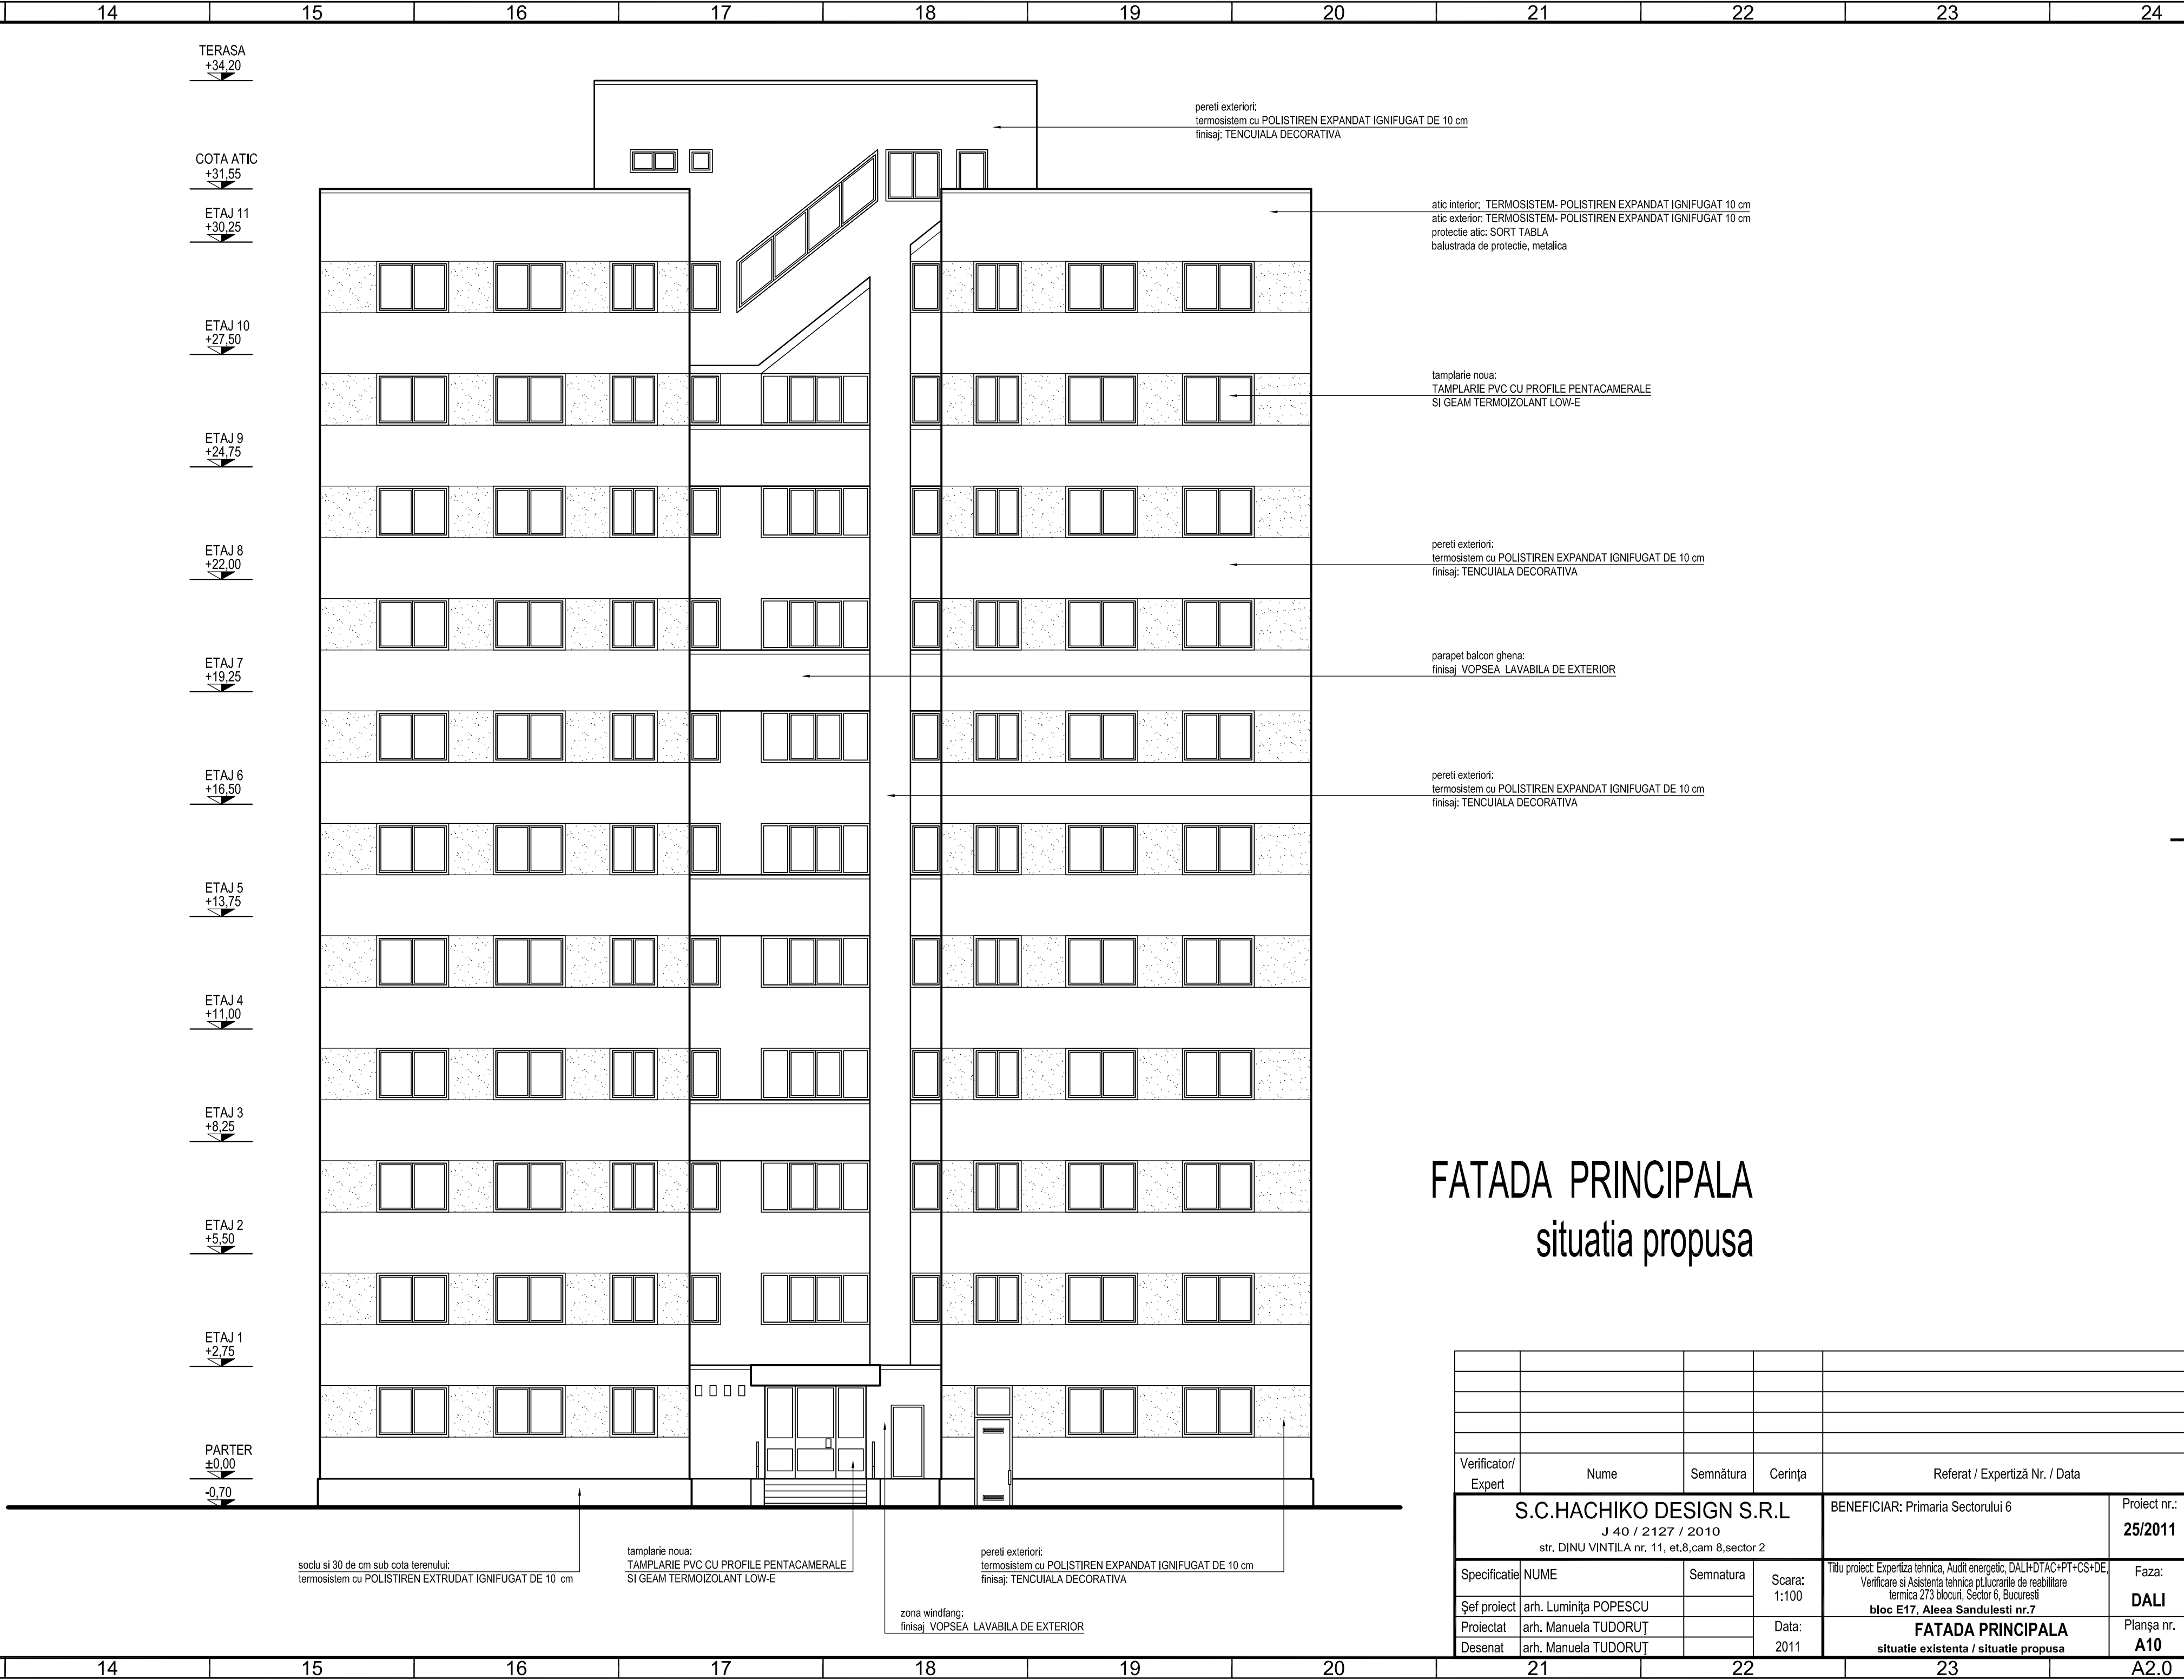 14 15 16 17 18 19 20 21 22 23 24
TERASA
+34,20
COTA ATIC
+31,55
ETAJ 11
+30,25
ETAJ 10
+27,50
ETAJ 9
+24,75
ETAJ 8
+22,00
ETAJ 7
+19,25
ETAJ 6
+16,50
ETAJ 5
+13,75
ETAJ 4
+11,00
ETAJ 3
+8,25
ETAJ 2
+5,50
ETAJ 1
+2,75
PARTER
±0,00
-0,70
pereti exteriori:
termosistem cu POLISTIREN EXPANDAT IGNIFUGAT DE 10 cm
finisaj: TENCUIALA DECORATIVA
atic interior: TERMOSISTEM- POLISTIREN EXPANDAT IGNIFUGAT 10 cm
atic exterior: TERMOSISTEM- POLISTIREN EXPANDAT IGNIFUGAT 10 cm
protectie atic: SORT TABLA
balustrada de protectie, metalica
tamplarie noua:
TAMPLARIE PVC CU PROFILE PENTACAMERALE
SI GEAM TERMOIZOLANT LOW-E
pereti exteriori:
termosistem cu POLISTIREN EXPANDAT IGNIFUGAT DE 10 cm
finisaj: TENCUIALA DECORATIVA
parapet balcon ghena:
finisaj VOPSEA LAVABILA DE EXTERIOR
pereti exteriori:
termosistem cu POLISTIREN EXPANDAT IGNIFUGAT DE 10 cm
finisaj: TENCUIALA DECORATIVA
FATADA PRINCIPALA
situatia propusa
soclu si 30 de cm sub cota terenului:
termosistem cu POLISTIREN EXTRUDAT IGNIFUGAT DE 10 cm
tamplarie noua:
TAMPLARIE PVC CU PROFILE PENTACAMERALE
SI GEAM TERMOIZOLANT LOW-E
pereti exteriori:
termosistem cu POLISTIREN EXPANDAT IGNIFUGAT DE 10 cm
finisaj: TENCUIALA DECORATIVA
zona windfang:
finisaj VOPSEA LAVABILA DE EXTERIOR
Verificator/
Expert
Nume
Semnătura
Cerinţa
Referat / Expertiză Nr. / Data
S.C.HACHIKO DESIGN S.R.L
J 40 / 2127 / 2010
str. DINU VINTILA nr. 11, et.8,cam 8,sector 2
BENEFICIAR: Primaria Sectorului 6
Proiect nr.:
25/2011
Specificatie
NUME
Semnatura
Scara:
1:100
Titlu proiect: Expertiza tehnica, Audit energetic, DALI+DTAC+PT+CS+DE,
Verificare si Asistenta tehnica pt.lucrarile de reabilitare
termica 273 blocuri, Sector 6, Bucuresti
bloc E17, Aleea Sandulesti nr.7
Faza:
DALI
Şef proiect
arh. Luminiţa POPESCU
Proiectat
arh. Manuela TUDORUŢ
Data:
2011
Desenat
arh. Manuela TUDORUŢ
FATADA PRINCIPALA
situatie existenta / situatie propusa
Planşa nr.
A10
14 15 16 17 18 19 20 21 22 23 A2.0